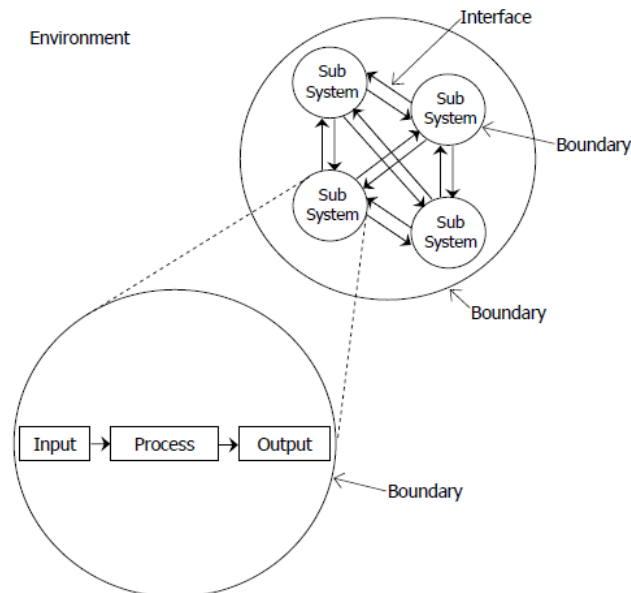 Interface
Environment
Sub
System
Sub
System
Boundary
Sub
System
Sub
System
Boundary
Input
Process
Output
Boundary